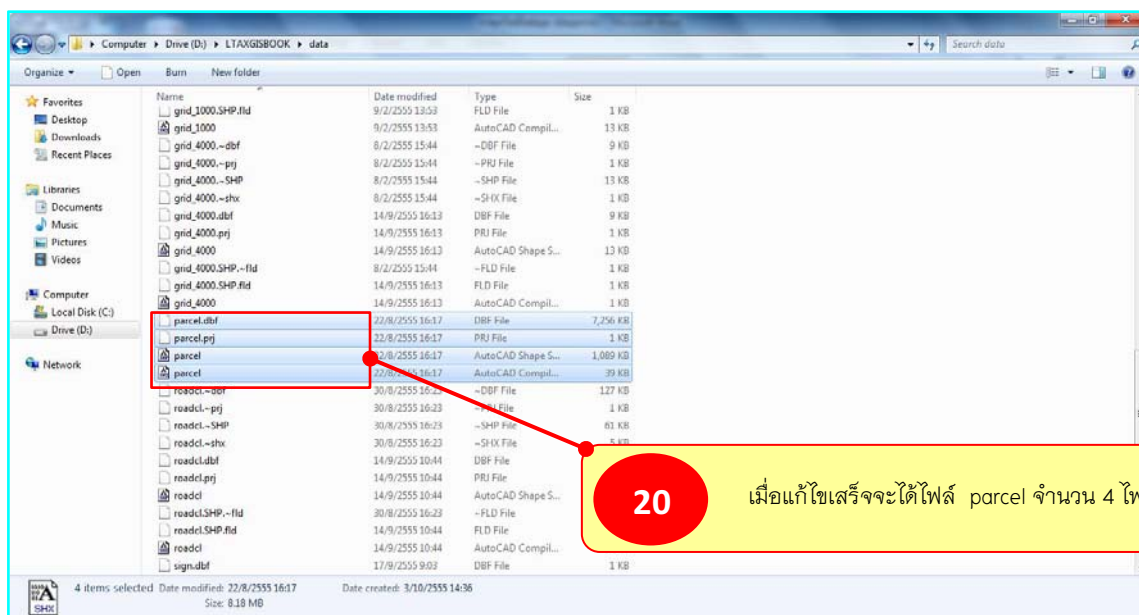 Computer ▸ Drive (D:) ▸ LTAXGISBOOK ▸ data
Search data
Organize Open Burn New folder
Favorites
Desktop
Downloads
Recent Places
Libraries
Documents
Music
Pictures
Videos
Computer
Local Disk (C:)
Drive (D:)
Network
Name Date modified Type Size
grid_1000.SHP.fld 9/2/2555 13:53 FLD File 1 KB
grid_1000 9/2/2555 13:53 AutoCAD Compil... 13 KB
grid_4000.~dbf 8/2/2555 15:44 ~DBF File 9 KB
grid_4000.~prj 8/2/2555 15:44 ~PRJ File 1 KB
grid_4000.~SHP 8/2/2555 15:44 ~SHP File 13 KB
grid_4000.~shx 8/2/2555 15:44 ~SHX File 1 KB
grid_4000.dbf 14/9/2555 16:13 DBF File 9 KB
grid_4000.prj 14/9/2555 16:13 PRJ File 1 KB
grid_4000 14/9/2555 16:13 AutoCAD Shape S... 13 KB
grid_4000.SHP.~fld 8/2/2555 15:44 ~FLD File 1 KB
grid_4000.SHP.fld 14/9/2555 16:13 FLD File 1 KB
grid_4000 14/9/2555 16:13 AutoCAD Compil... 1 KB
parcel.dbf 22/8/2555 16:17 DBF File 7,256 KB
parcel.prj 22/8/2555 16:17 PRJ File 1 KB
parcel 22/8/2555 16:17 AutoCAD Shape S... 1,089 KB
parcel 22/8/2555 16:17 AutoCAD Compil... 39 KB
roadcl.~dbf 30/8/2555 16:23 ~DBF File 127 KB
roadcl.~prj 30/8/2555 16:23 ~PRJ File 1 KB
roadcl.~SHP 30/8/2555 16:23 ~SHP File 61 KB
roadcl.~shx 30/8/2555 16:23 ~SHX File 5 KB
roadcl.dbf 14/9/2555 10:44 DBF File
roadcl.prj 14/9/2555 10:44 PRJ File
roadcl 14/9/2555 10:44 AutoCAD Shape S...
roadcl.SHP.~fld 30/8/2555 16:23 ~FLD File
roadcl.SHP.fld 14/9/2555 10:44 FLD File
roadcl 14/9/2555 10:44 AutoCAD Compil...
sign.dbf 17/9/2555 9:03 DBF File 1 KB
20
เมื่อแก้ไขเสร็จจะได้ไฟล์ parcel จำนวน 4 ไฟ
SHX
4 items selected Date modified: 22/8/2555 16:17 Date created: 3/10/2555 14:36
Size: 8.18 MB